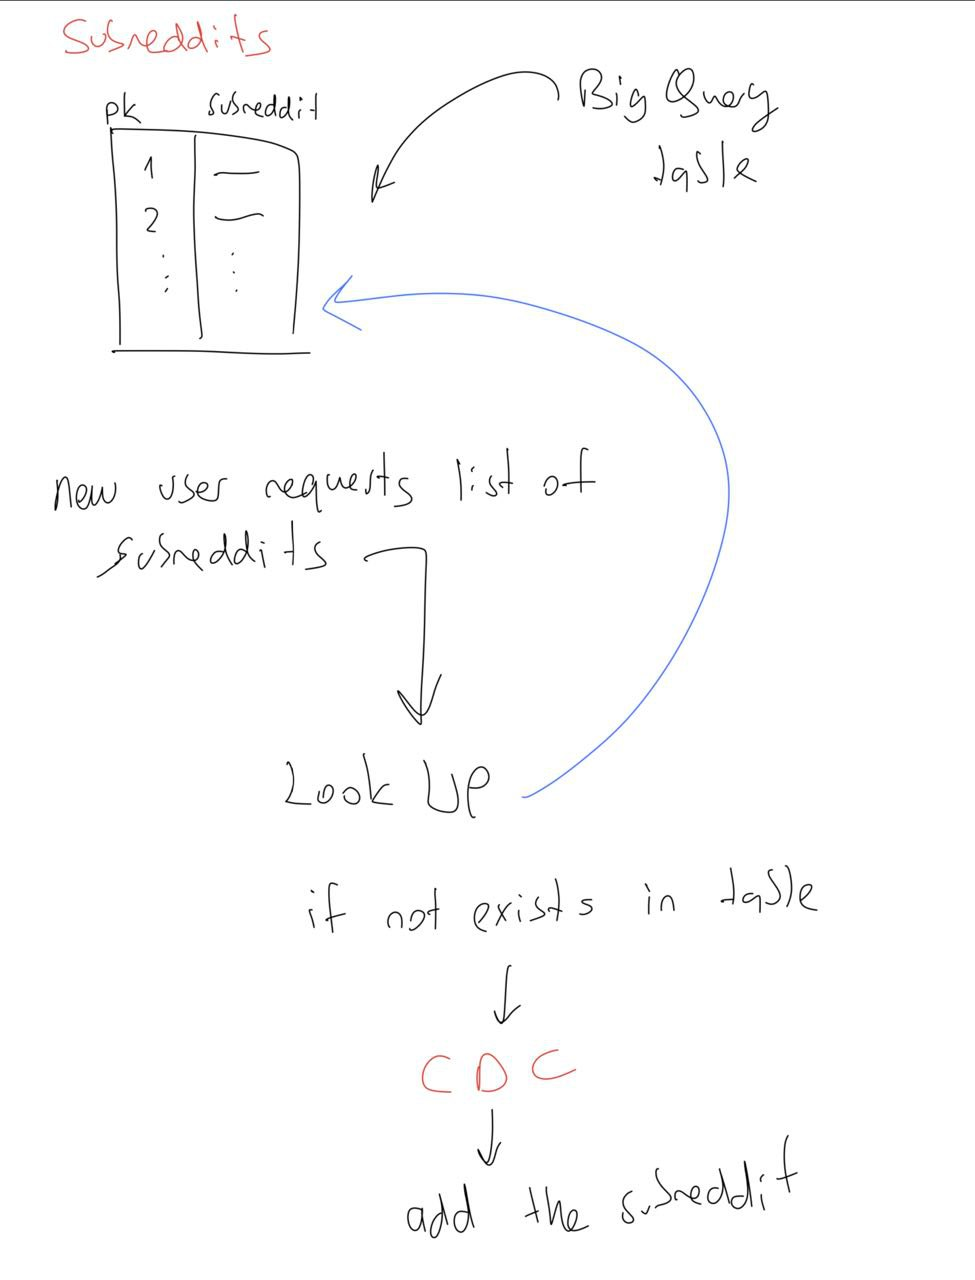 Subreddits
pk subreddit
1
2
Big Query
table
new user requests list of
subreddits
Look Up
if not exists in table
CDC
add the subreddit